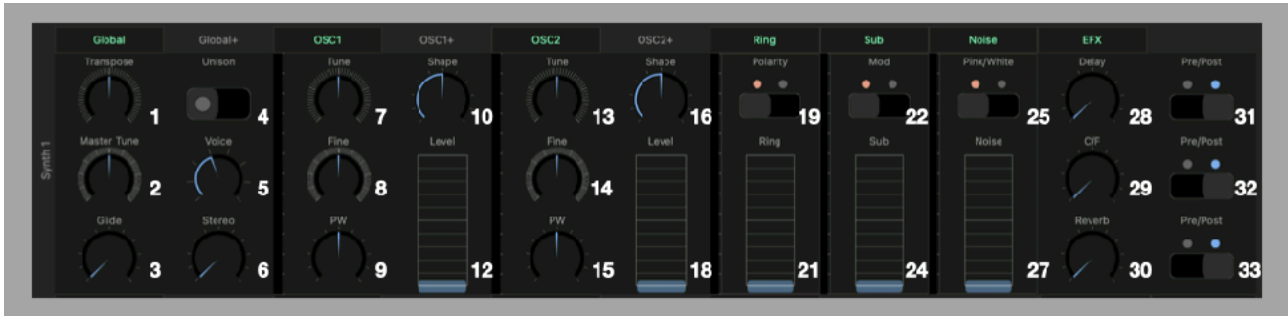 Global Global+ OSC1 OSC1+ OSC2 OSC2+ Ring Sub Noise EFX
Transpose Unison Tune Shape Tune Shape Polarity Mod Pink/White Delay Pre/Post
1 4 7 10 13 16 19 22 25 28 31
Synth 1
Master Tune Voice Fine Level Fine Level Ring Sub Noise C/F Pre/Post
2 5 8 14 29 32
Glide Stereo PW PW Reverb Pre/Post
3 6 9 12 15 18 21 24 27 30 33